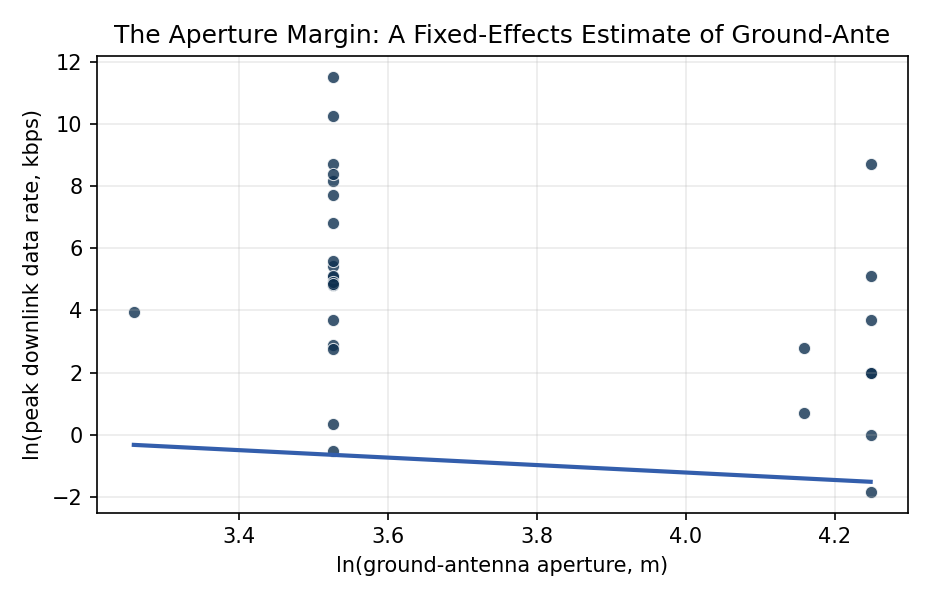 The Aperture Margin: A Fixed-Effects Estimate of Ground-Ante
ln(peak downlink data rate, kbps)
12
10
8
6
4
2
0
−2
3.4 3.6 3.8 4.0 4.2
ln(ground-antenna aperture, m)